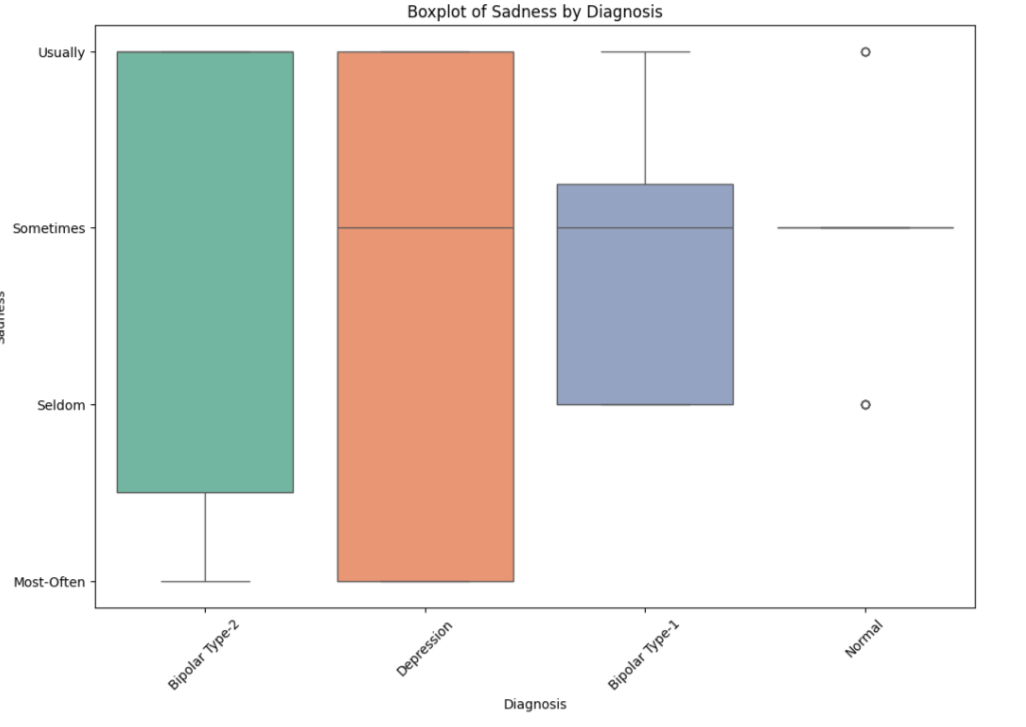 Boxplot of Sadness by Diagnosis
Usually
Sometimes
Seldom
Most-Often
Sadness
Bipolar Type-2
Depression
Bipolar Type-1
Normal
Diagnosis